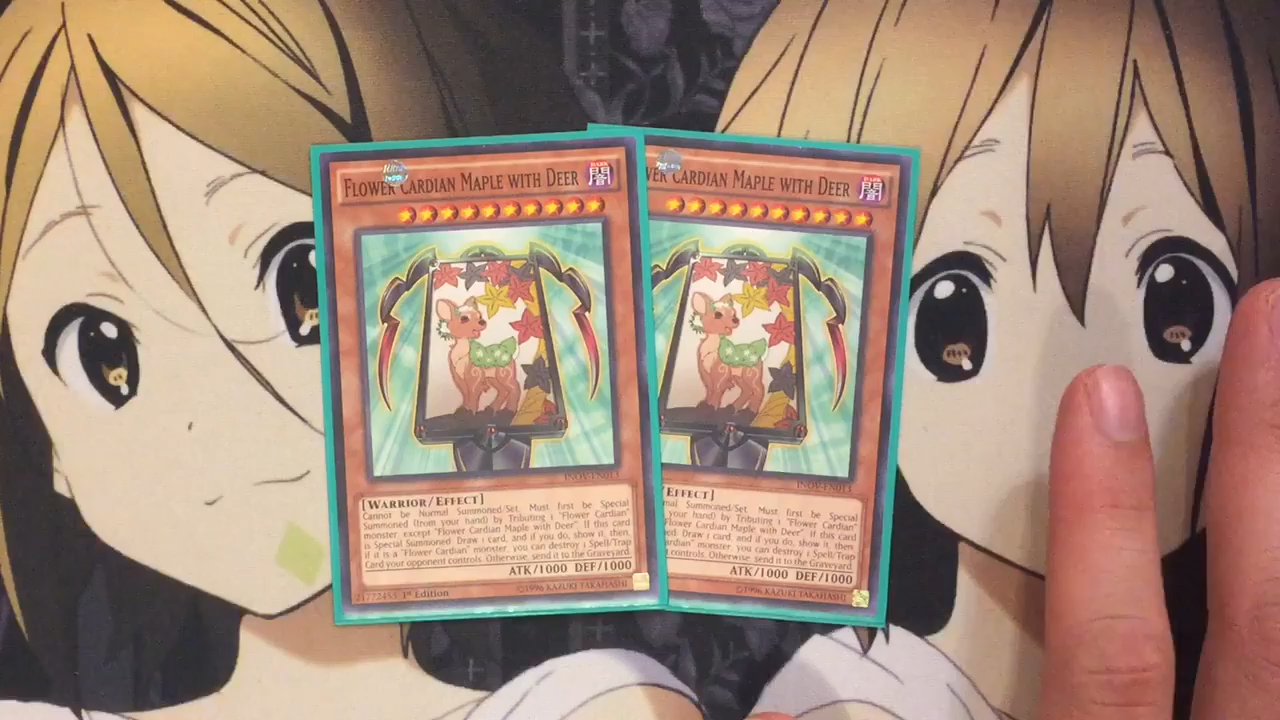 FLOWER CARDIAN MAPLE WITH DEER
DARK
闇
INOV-EN013
[WARRIOR/EFFECT]
Cannot be Normal Summoned/Set. Must first be Special
Summoned (from your hand) by Tributing 1 "Flower Cardian"
monster, except "Flower Cardian Maple with Deer". If this card
is Special Summoned: Draw 1 card, and if you do, show it, then
if it is a "Flower Cardian" monster, you can destroy 1 Spell/Trap
Card your opponent controls. Otherwise, send it to the Graveyard.
ATK/1000 DEF/1000
21772453 1st Edition
©1996 KAZUKI TAKAHASHI
CARDIAN MAPLE WITH DEER
DARK
闇
INOV-EN013
EFFECT]
Summoned/Set. Must first be Special
your hand) by Tributing 1 "Flower Cardian"
Flower Cardian Maple with Deer". If this card
Draw 1 card, and if you do, show it, then
monster, you can destroy 1 Spell/Trap
controls. Otherwise, send it to the Graveyard.
ATK/1000 DEF/1000
©1996 KAZUKI TAKAHASHI